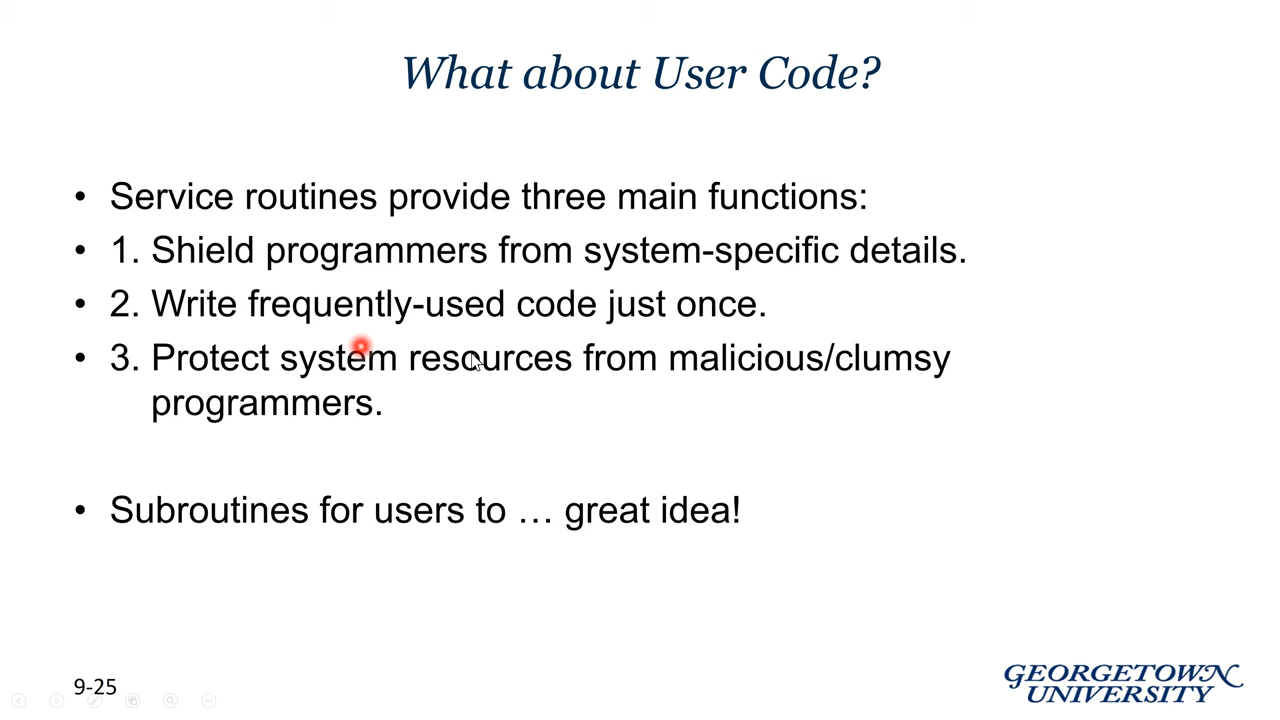 What about User Code?
• Service routines provide three main functions:
• 1. Shield programmers from system-specific details.
• 2. Write frequently-used code just once.
• 3. Protect system resources from malicious/clumsy
programmers.
• Subroutines for users to … great idea!
9-25
GEORGETOWN
UNIVERSITY